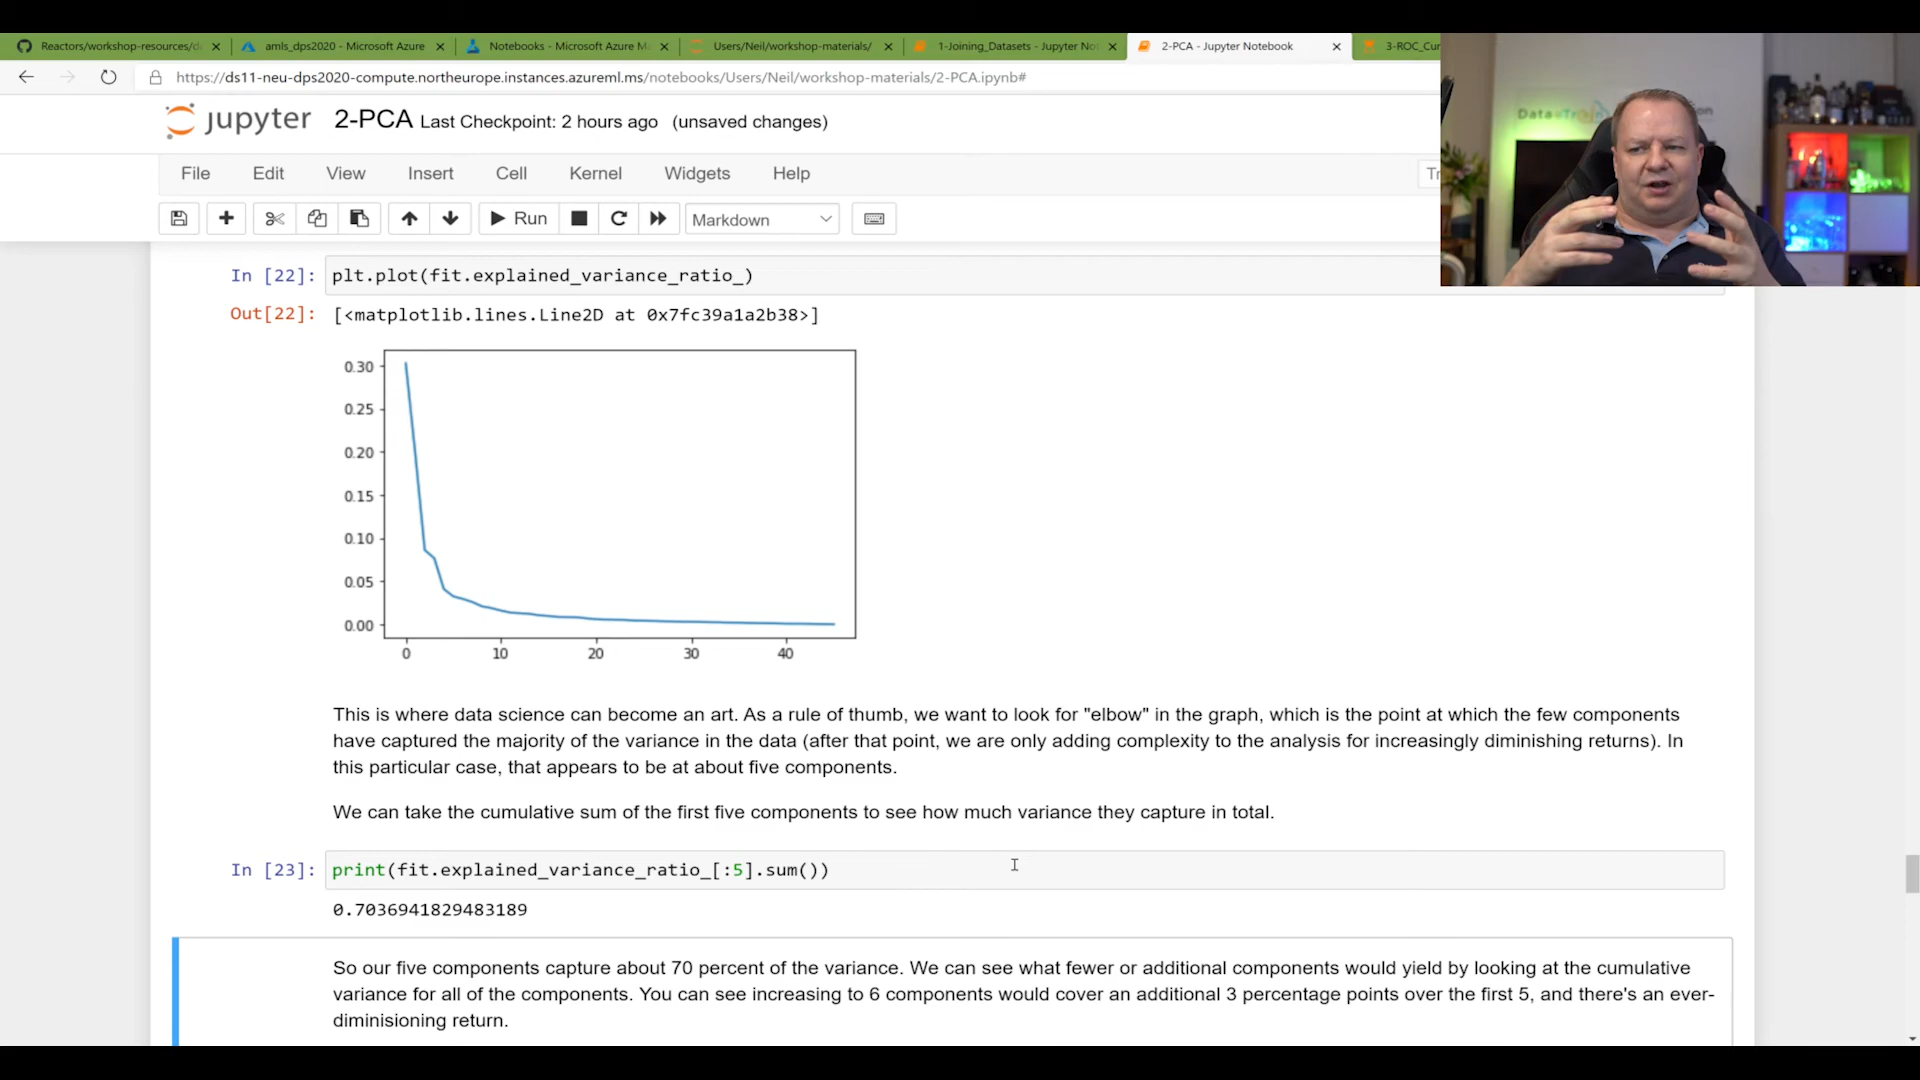 Reactors/workshop-resources/d
amls_dps2020 - Microsoft Azure
Notebooks - Microsoft Azure M
Users/Neil/workshop-materials/
1-Joining_Datasets - Jupyter No
2-PCA - Jupyter Notebook
3-ROC_Cur
https://ds11-neu-dps2020-compute.northeurope.instances.azureml.ms/notebooks/Users/Neil/workshop-materials/2-PCA.ipynb#
jupyter 2-PCA Last Checkpoint: 2 hours ago (unsaved changes)
File Edit View Insert Cell Kernel Widgets Help
Tr
Run
Markdown
In [22]: plt.plot(fit.explained_variance_ratio_)
Out[22]: [<matplotlib.lines.Line2D at 0x7fc39a1a2b38>]
0.30
0.25
0.20
0.15
0.10
0.05
0.00
0 10 20 30 40
This is where data science can become an art. As a rule of thumb, we want to look for "elbow" in the graph, which is the point at which the few components
have captured the majority of the variance in the data (after that point, we are only adding complexity to the analysis for increasingly diminishing returns). In
this particular case, that appears to be at about five components.
We can take the cumulative sum of the first five components to see how much variance they capture in total.
In [23]: print(fit.explained_variance_ratio_[:5].sum())
0.7036941829483189
So our five components capture about 70 percent of the variance. We can see what fewer or additional components would yield by looking at the cumulative
variance for all of the components. You can see increasing to 6 components would cover an additional 3 percentage points over the first 5, and there's an ever-
diminisioning return.